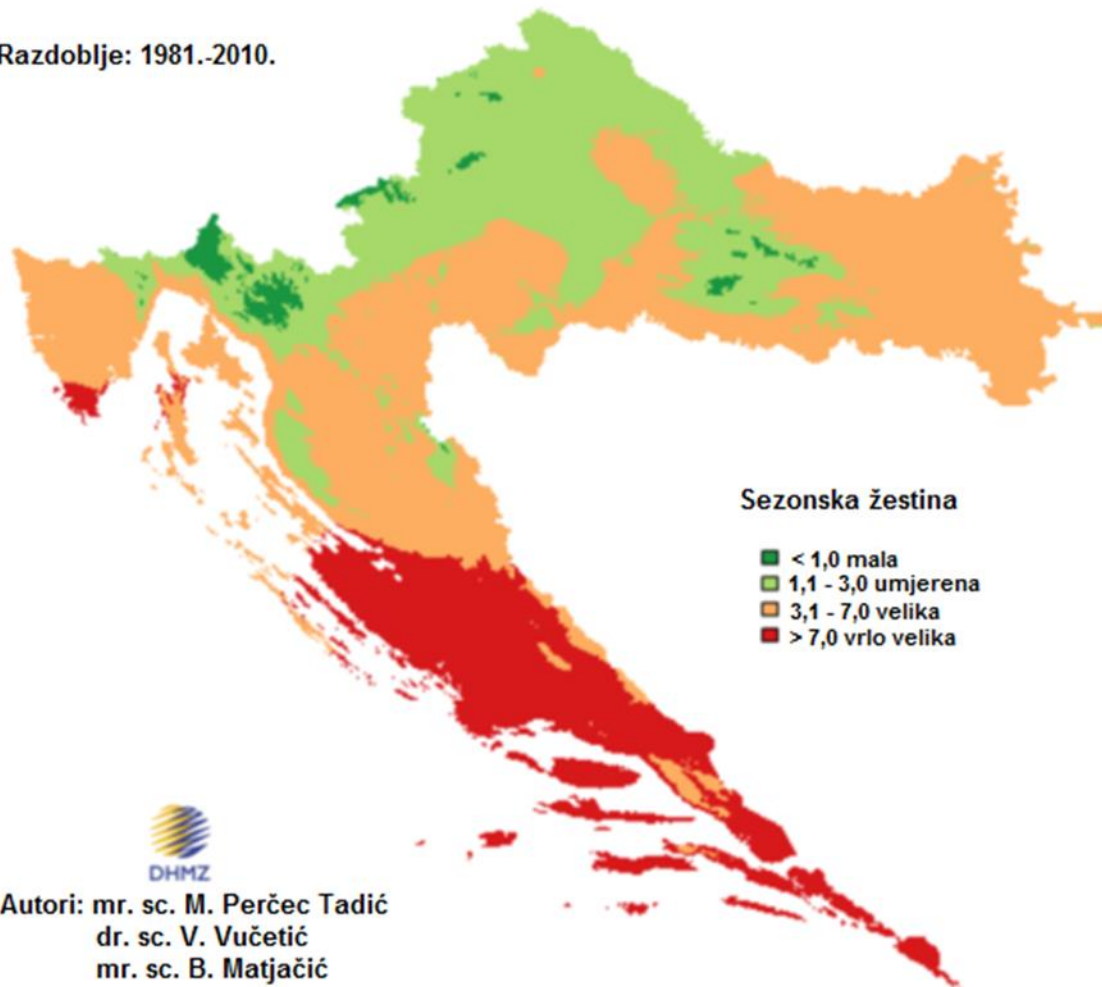 Razdoblje: 1981.-2010.
Sezonska žestina
< 1,0 mala
1,1 - 3,0 umjerena
3,1 - 7,0 velika
> 7,0 vrlo velika
DHMZ
Autori: mr. sc. M. Perčec Tadić
dr. sc. V. Vučetić
mr. sc. B. Matjačić